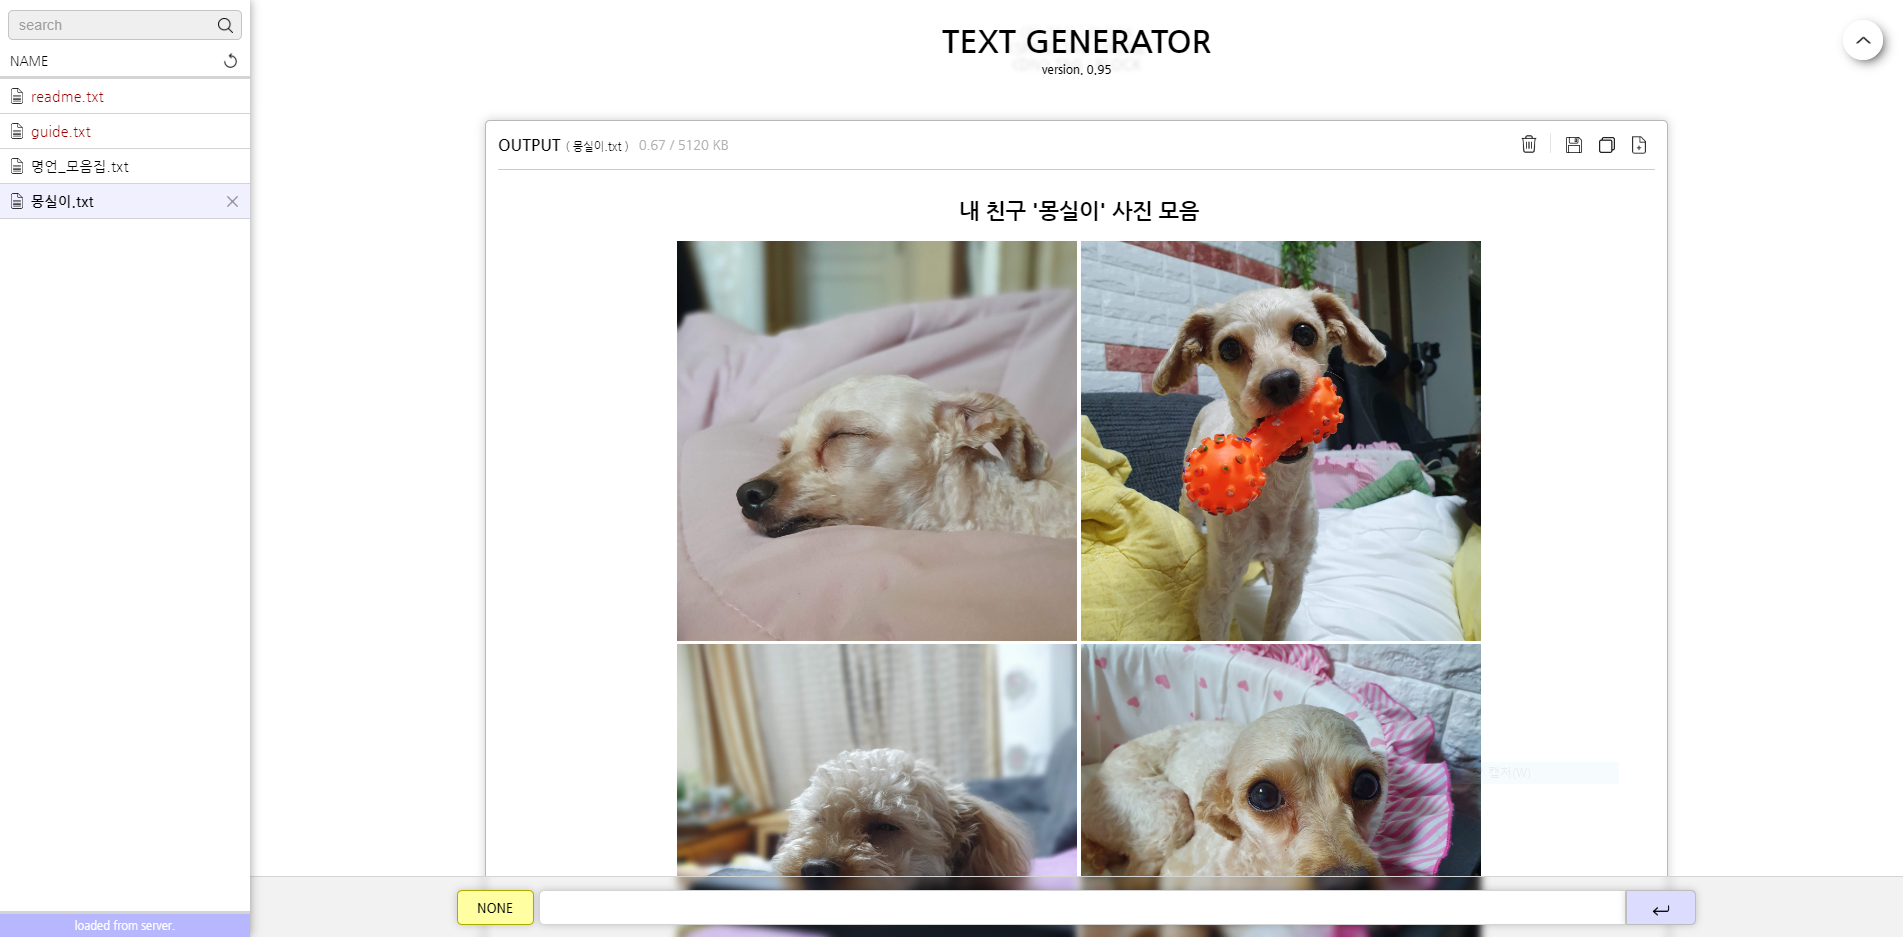 search
NAME
readme.txt
guide.txt
명언_모음집.txt
몽실이.txt
loaded from server.
TEXT GENERATOR
version. 0.95
OUTPUT ( 몽실이.txt ) 0.67 / 5120 KB
내 친구 '몽실이' 사진 모음
NONE